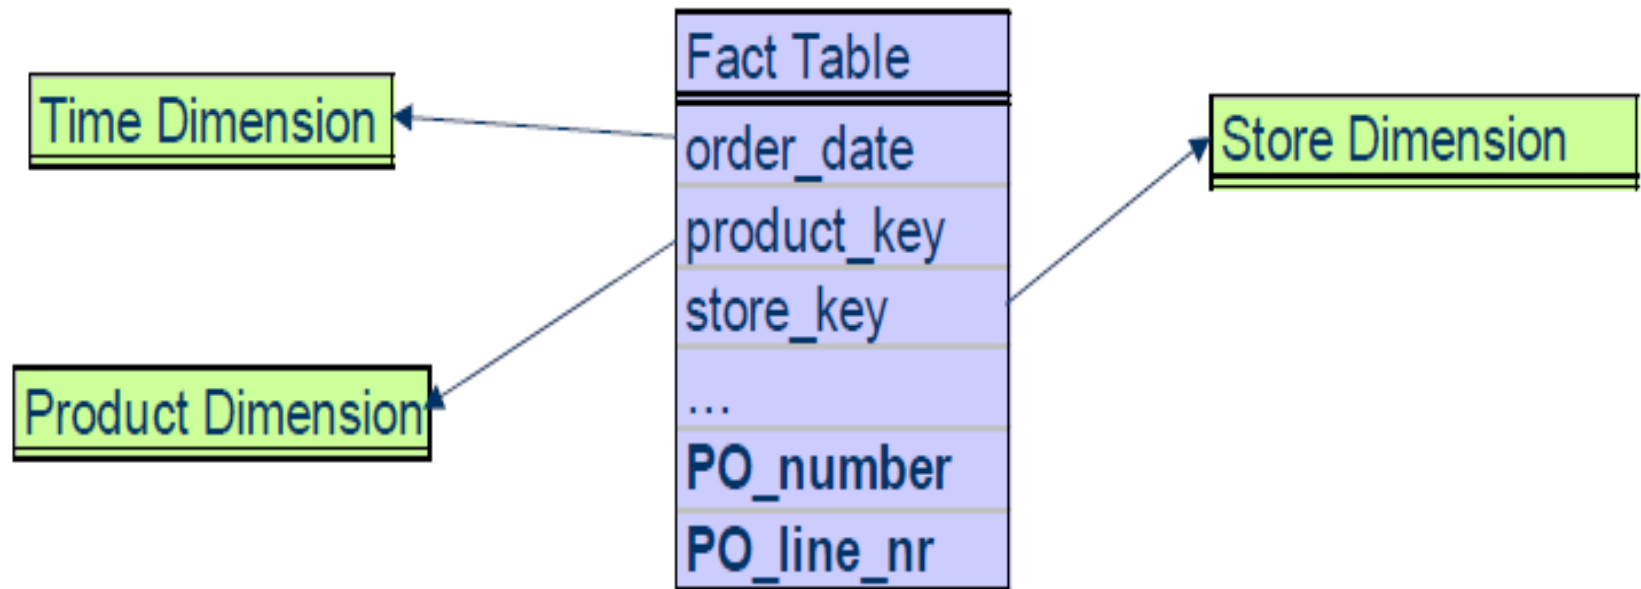 Fact Table
Time Dimension
order_date
Store Dimension
product_key
store_key
Product Dimension
...
PO_number
PO_line_nr